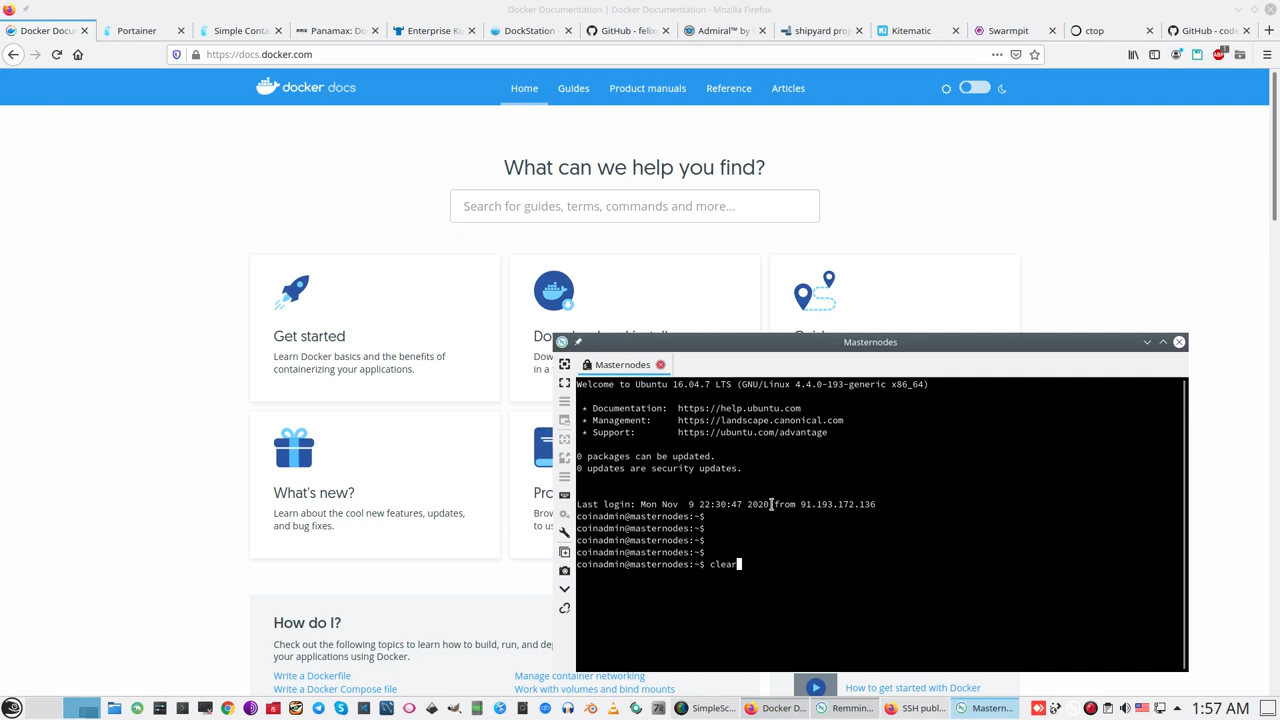 Docker Documentation | Docker Documentation - Mozilla Firefox
Docker Docu
Portainer
Simple Conta
Panamax: Doc
Enterprise Ku
DockStation -
GitHub - felix
Admiral™ by
shipyard proj
Kitematic
Swarmpit
ctop
GitHub - cod
https://docs.docker.com
docker docs
Home
Guides
Product manuals
Reference
Articles
What can we help you find?
Search for guides, terms, commands and more...
Get started
Learn Docker basics and the benefits of
containerizing your applications.
What's new?
Learn about the cool new features, updates,
and bug fixes.
How do I?
Check out the following topics to learn how to build, run, and
your applications using Docker.
Write a Dockerfile
Write a Docker Compose file
Manage container networking
Work with volumes and bind mounts
How to get started with Docker
Masternodes
Masternodes
Welcome to Ubuntu 16.04.7 LTS (GNU/Linux 4.4.0-193-generic x86_64)
* Documentation: https://help.ubuntu.com
* Management: https://landscape.canonical.com
* Support: https://ubuntu.com/advantage
0 packages can be updated.
0 updates are security updates.
Last login: Mon Nov 9 22:30:47 2020 from 91.193.172.136
coinadmin@masternodes:~$
coinadmin@masternodes:~$
coinadmin@masternodes:~$
coinadmin@masternodes:~$
coinadmin@masternodes:~$ clear
SimpleSc...
Docker D...
Remmin...
SSH publ...
Mastern...
1:57 AM